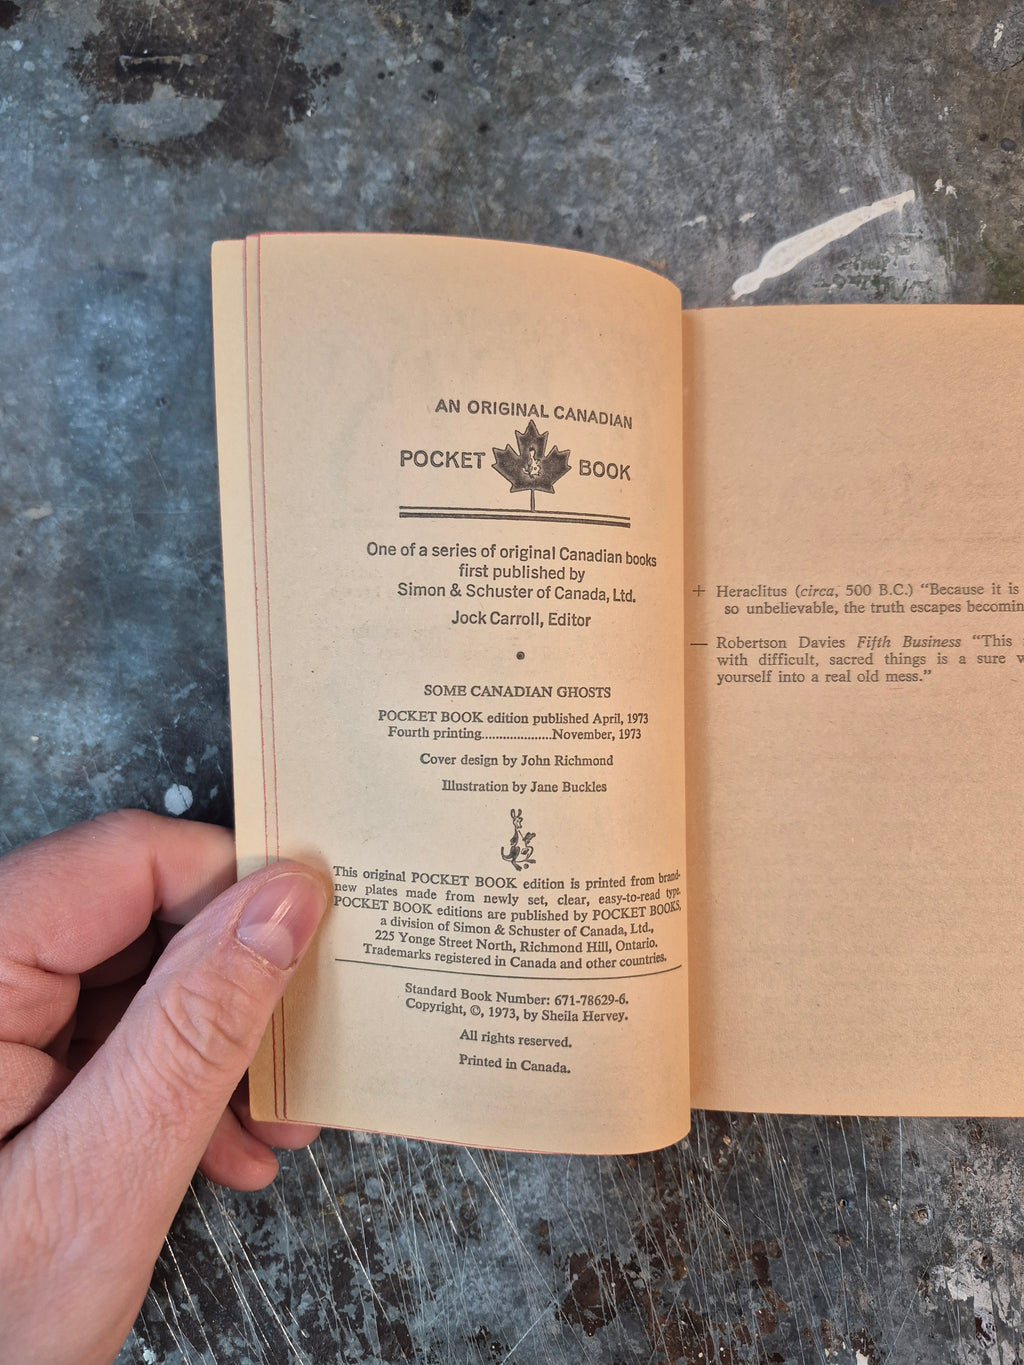 AN ORIGINAL CANADIAN
POCKET BOOK
One of a series of original Canadian books
first published by
Simon & Schuster of Canada, Ltd.
Jock Carroll, Editor
SOME CANADIAN GHOSTS
POCKET BOOK edition published April, 1973
Fourth printing....................November, 1973
Cover design by John Richmond
Illustration by Jane Buckles
This original POCKET BOOK edition is printed from brand-
new plates made from newly set, clear, easy-to-read type.
POCKET BOOK editions are published by POCKET BOOKS,
a division of Simon & Schuster of Canada, Ltd.,
225 Yonge Street North, Richmond Hill, Ontario.
Trademarks registered in Canada and other countries.
Standard Book Number: 671-78629-6.
Copyright, ©, 1973, by Sheila Hervey.
All rights reserved.
Printed in Canada.
+ Heraclitus (circa, 500 B.C.) “Because it is
so unbelievable, the truth escapes becomin
— Robertson Davies Fifth Business “This
with difficult, sacred things is a sure
yourself into a real old mess.”